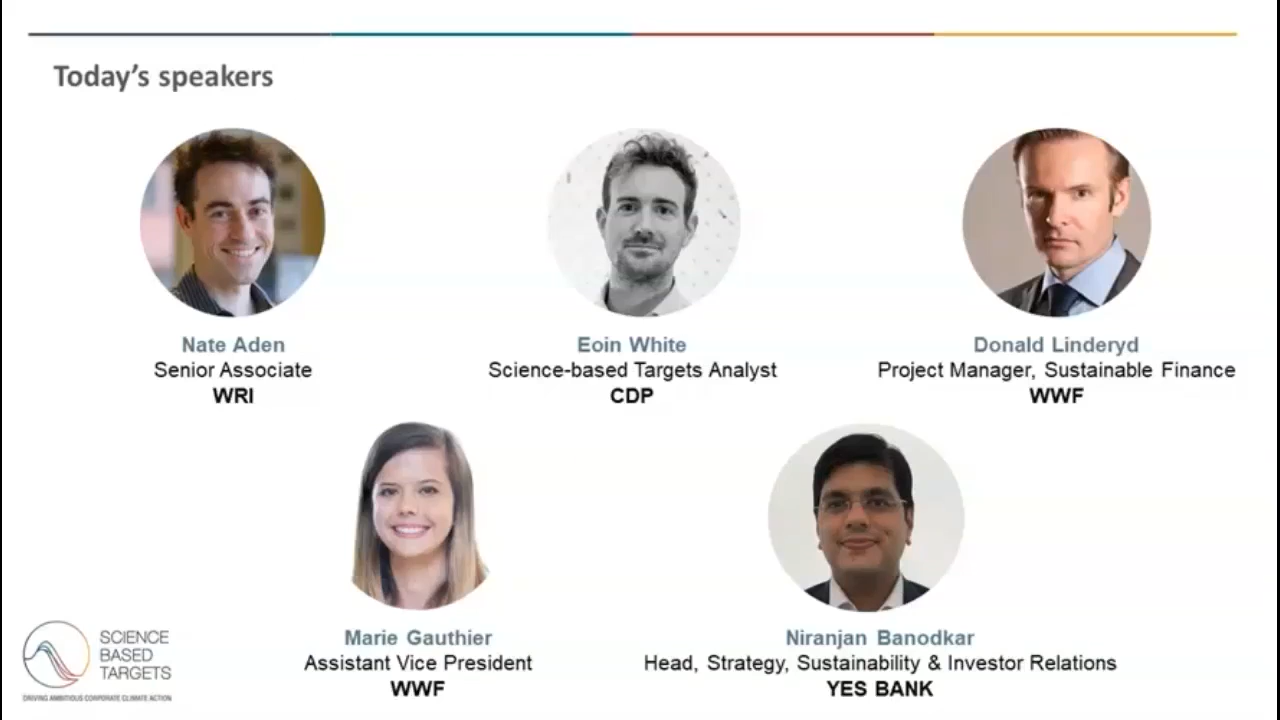 Today's speakers
Nate Aden
Senior Associate
WRI
Eoin White
Science-based Targets Analyst
CDP
Donald Linderyd
Project Manager, Sustainable Finance
WWF
Marie Gauthier
Assistant Vice President
WWF
Niranjan Banodkar
Head, Strategy, Sustainability & Investor Relations
YES BANK
SCIENCE
BASED
TARGETS
DRIVING AMBITIOUS CORPORATE CLIMATE ACTION